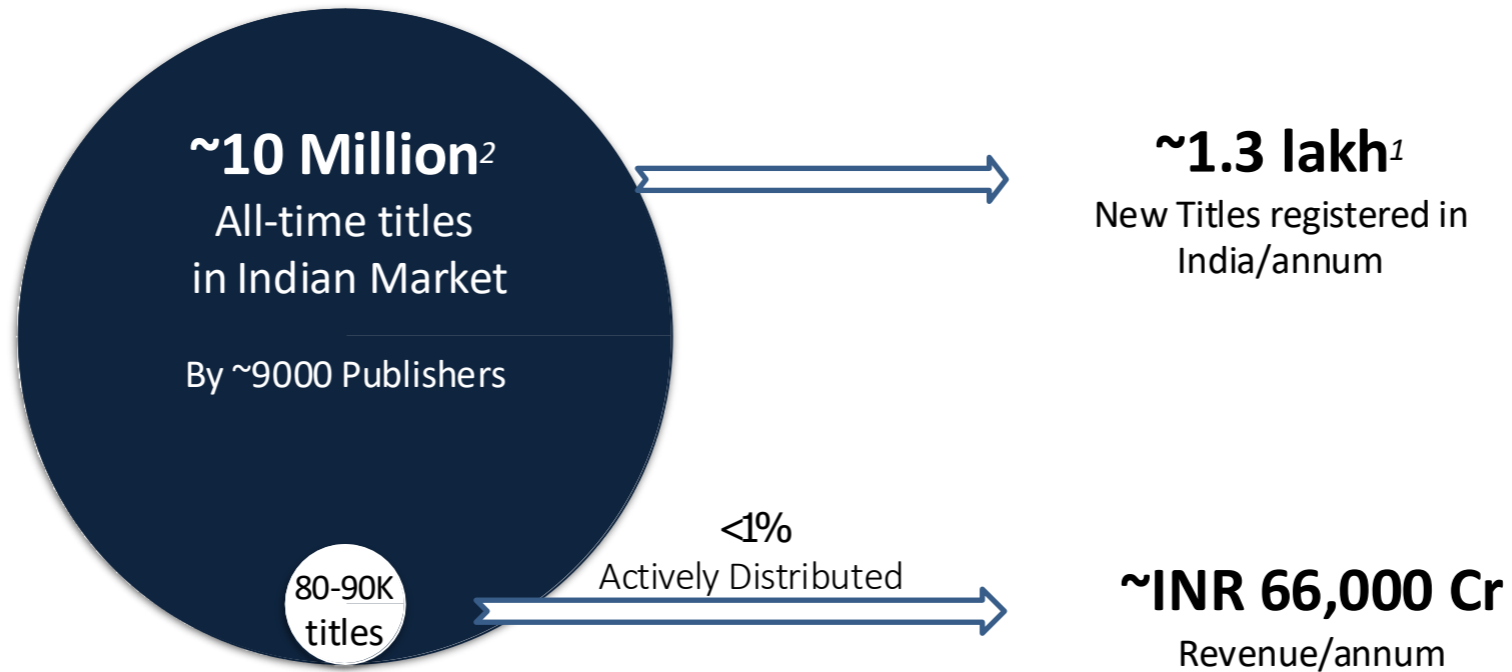 ~10 Million2
All-time titles
in Indian Market
By ~9000 Publishers
80-90K
titles
~1.3 lakh1
New Titles registered in
India/annum
<1%
Actively Distributed
~INR 66,000 Cr
Revenue/annum